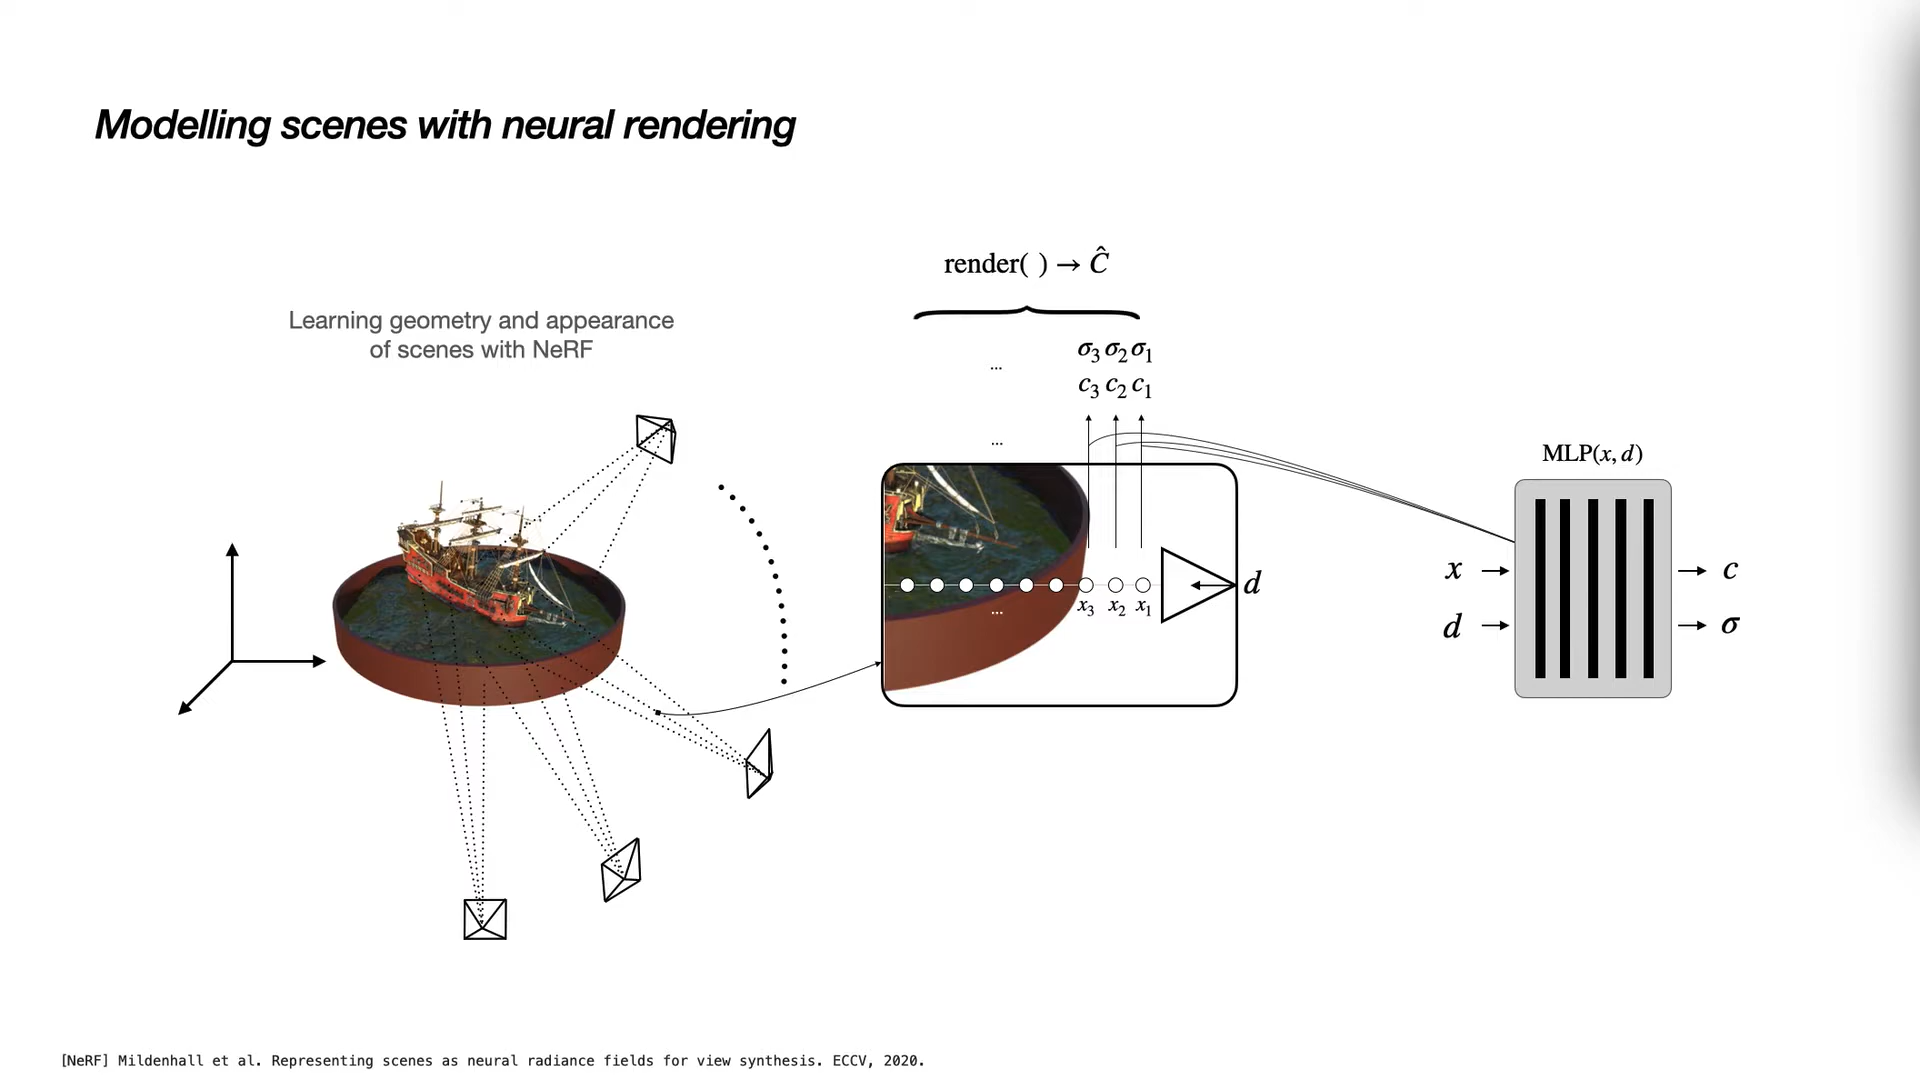 Modelling scenes with neural rendering
render( ) → Ĉ
Learning geometry and appearance
of scenes with NeRF
... σ₃ σ₂ σ₁
c₃ c₂ c₁
...
MLP(x, d)
x → → c
d
... x₃ x₂ x₁
d → → σ
[NeRF] Mildenhall et al. Representing scenes as neural radiance fields for view synthesis. ECCV, 2020.